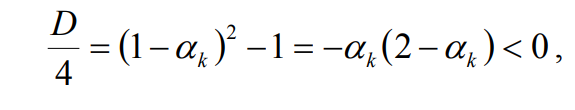 D/4 = (1 − α_k)² − 1 = −α_k(2 − α_k) < 0,